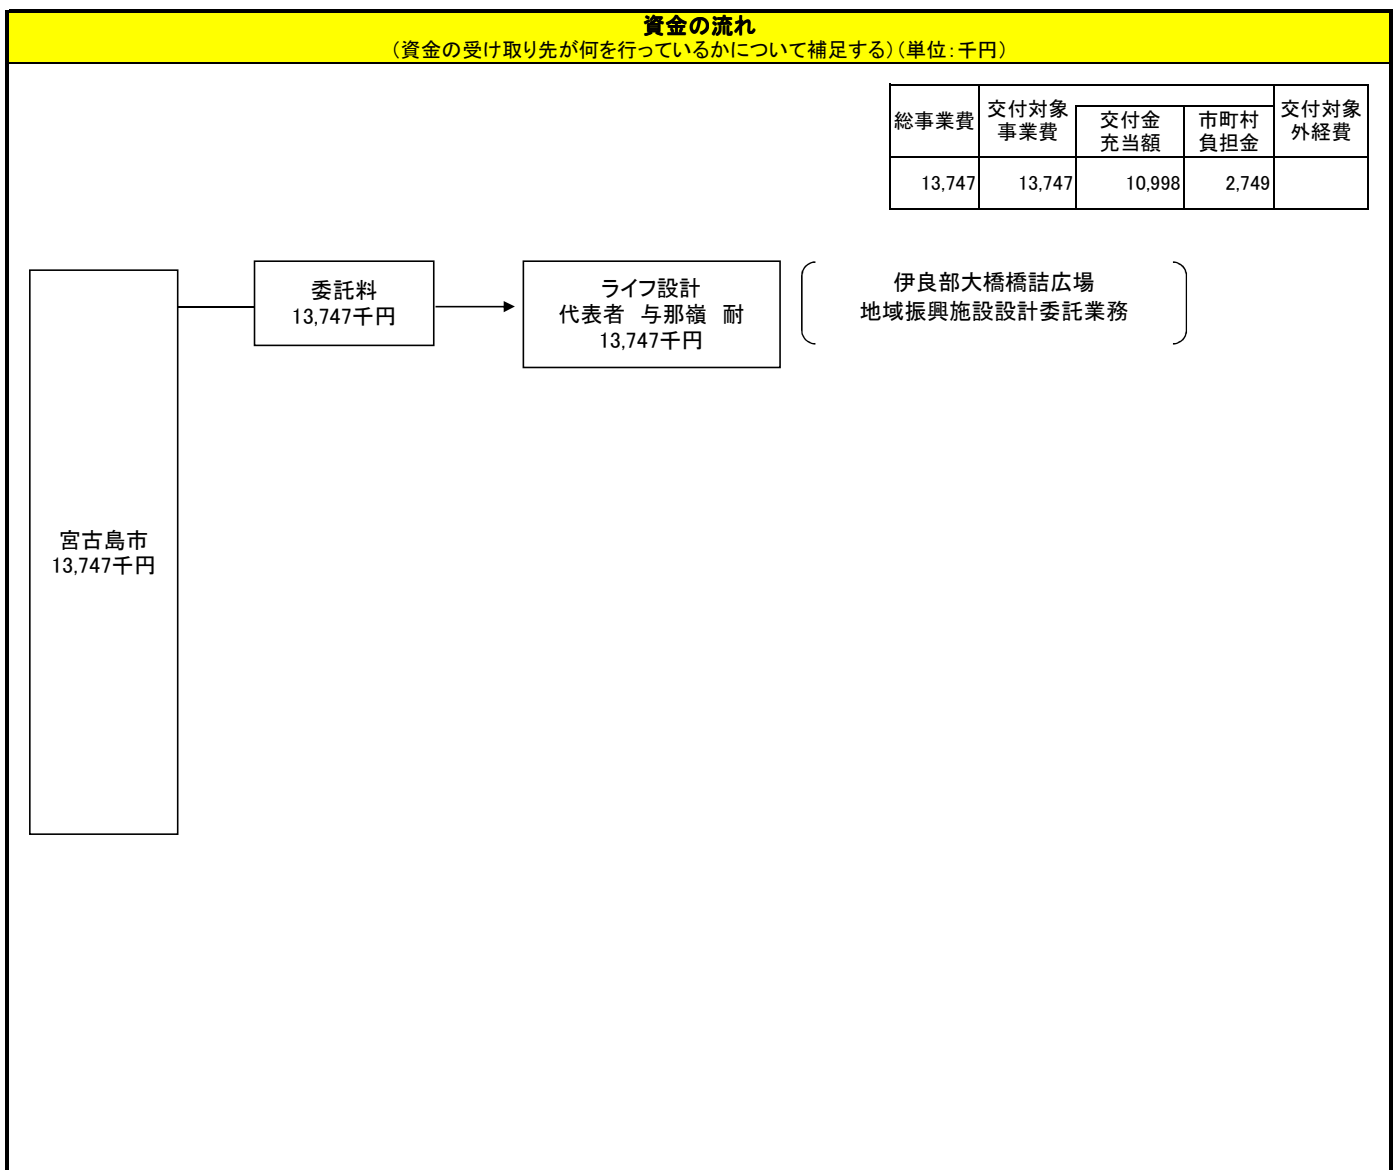 資金の流れ
（資金の受け取り先が何を行っているかについて補足する）（単位：千円）
総事業費
交付対象
事業費
交付金
充当額
市町村
負担金
交付対象
外経費
13,747
13,747
10,998
2,749
委託料
13,747千円
ライフ設計
代表者　与那嶺　耐
13,747千円
伊良部大橋橋詰広場
地域振興施設設計委託業務
宮古島市
13,747千円